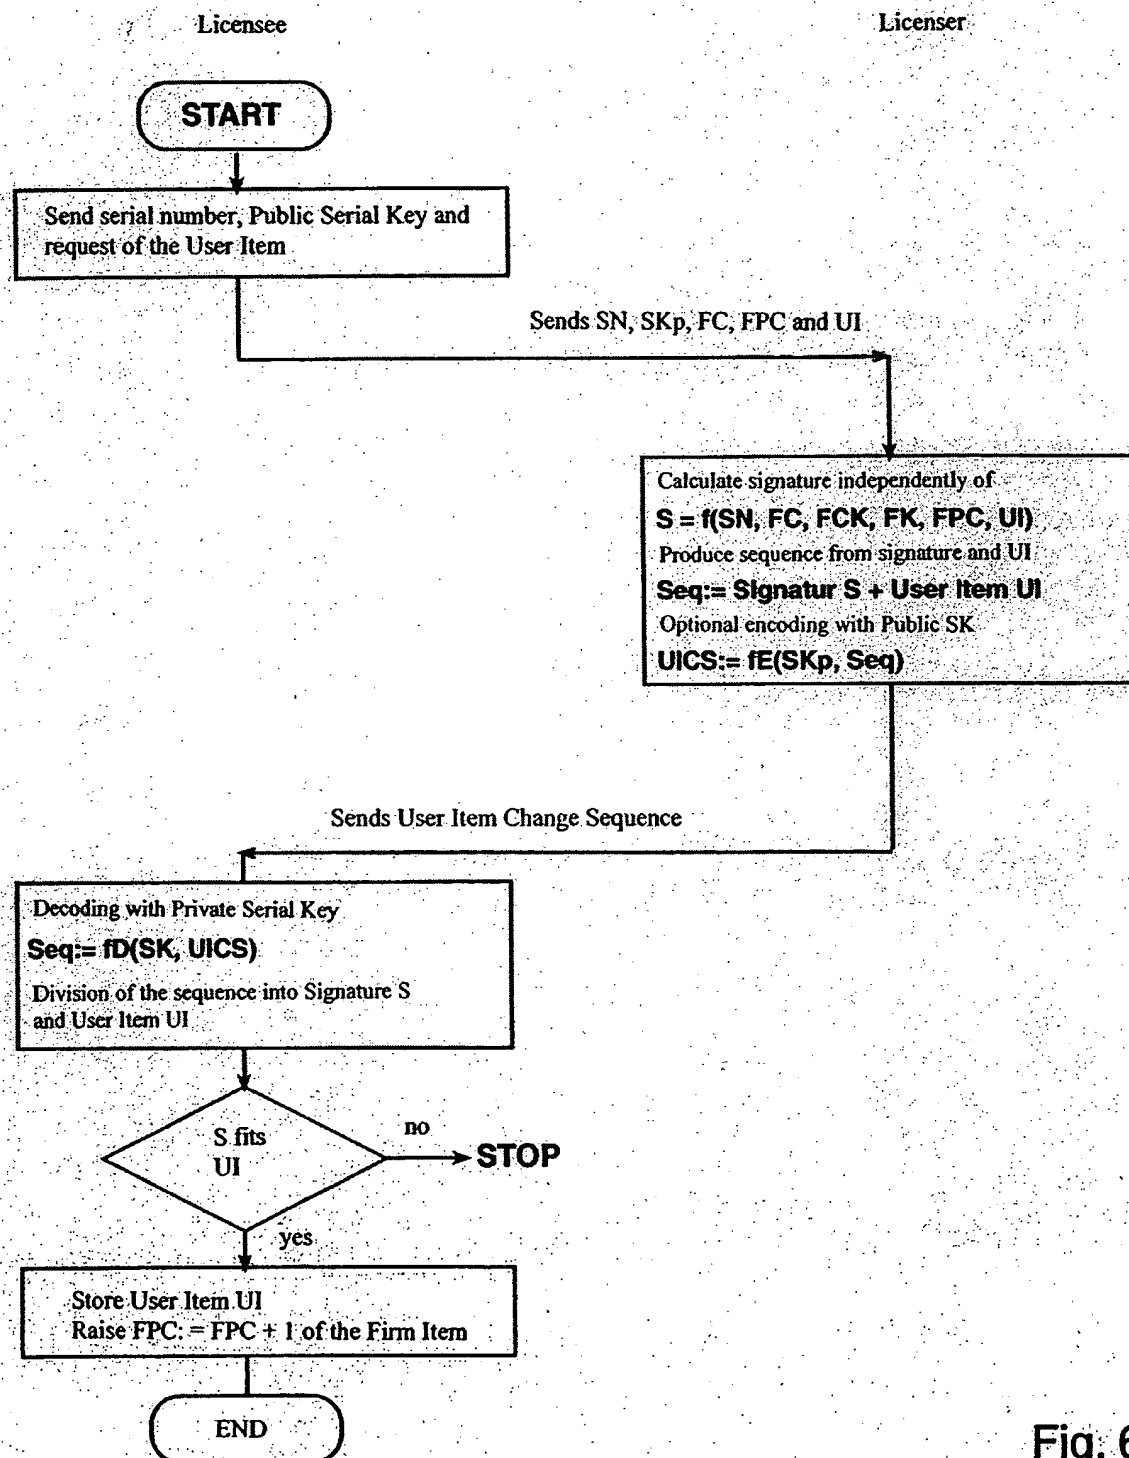 Licensee
Licenser
START
Send serial number, Public Serial Key and
request of the User Item
Sends SN, SKp, FC, FPC and UI
Calculate signature independently of
S = f(SN, FC, FCK, FK, FPC, UI)
Produce sequence from signature and UI
Seq:= Signatur S + User Item UI
Optional encoding with Public SK
UICS:= fE(SKp, Seq)
Sends User Item Change Sequence
Decoding with Private Serial Key
Seq:= fD(SK, UICS)
Division of the sequence into Signature S
and User Item UI
S fits
UI
no
STOP
yes
Store User Item UI
Raise FPC: = FPC + 1 of the Firm Item
END
Fig. 6